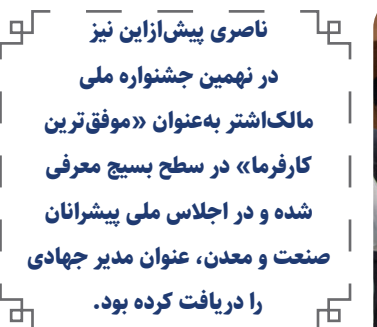 ناصری پیش‌ازاین نیز
در نهمین جشنواره ملی
مالک‌اشتر به‌عنوان «موفق‌ترین
کارفرما» در سطح بسیج معرفی
شده و در اجلاس ملی پیشرانان
صنعت و معدن، عنوان مدیر جهادی
را دریافت کرده بود.